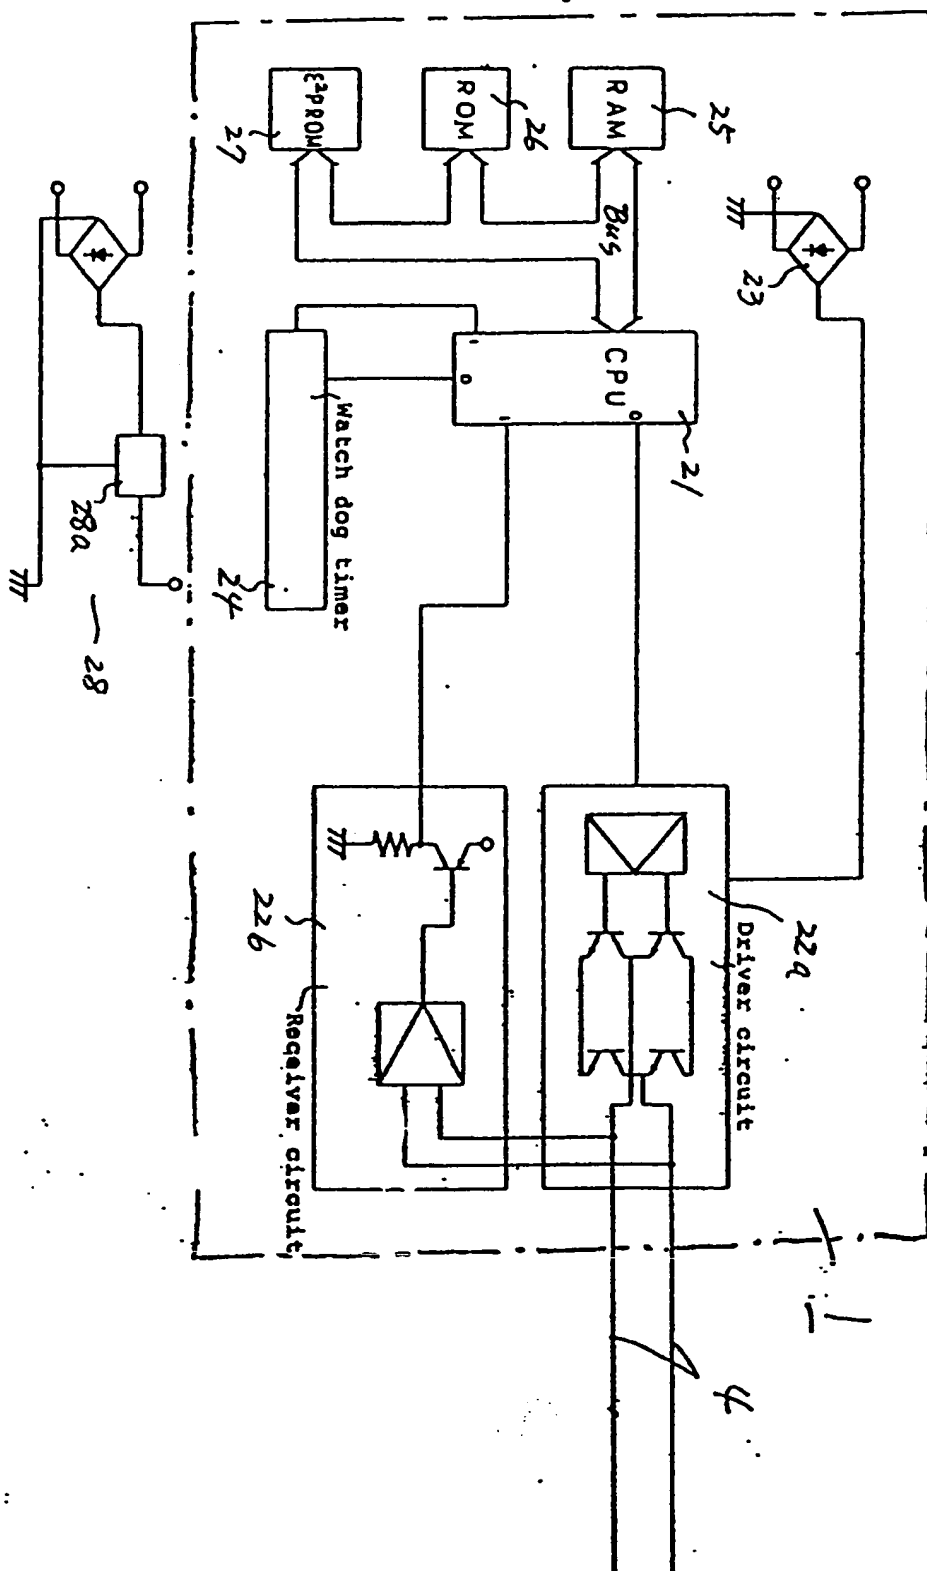 RAM
25
ROM
26
E²PROM
27
Bus
23
CPU
21
I
O
I
O
Watch dog timer
24
28a
28
22a
Driver circuit
22b
Receiver circuit
1
4